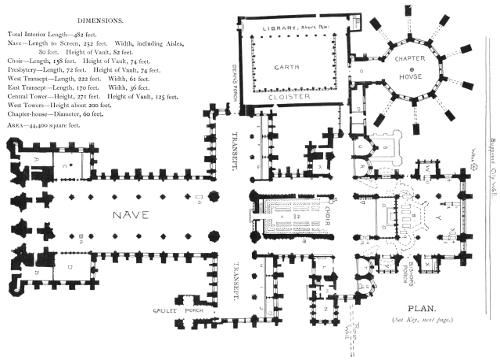 DIMENSIONS.
Total Interior Length—482 feet.
Nave—Length to Screen, 252 feet. Width, including Aisles,
80 feet. Height of Vault, 82 feet.
Choir—Length, 158 feet. Height of Vault, 74 feet.
Presbytery—Length, 72 feet. Height of Vault, 74 feet.
West Transept—Length, 222 feet. Width, 61 feet.
East Transept—Length, 170 feet. Width, 36 feet.
Central Tower—Height, 271 feet. Height of Vault, 125 feet.
West Towers—Height about 200 feet.
Chapter-house—Diameter, 60 feet.
AREA—44,400 square feet.
LIBRARY, Above
GARTH
CLOISTER
DEANS PORCH
CHAPTER
HOUSE
TRANSEPT.
Supposed City Wall
Well
NAVE
CHOIR
TRANSEPT.
BISHOPS
PORCH
GALILEE PORCH
PLAN.
(See Key, next page.)